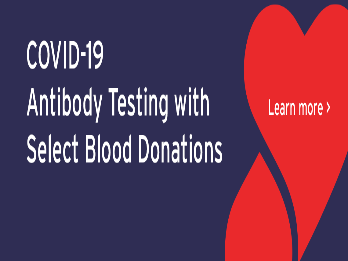 COVID-19
Antibody Testing with
Select Blood Donations
Learn more >